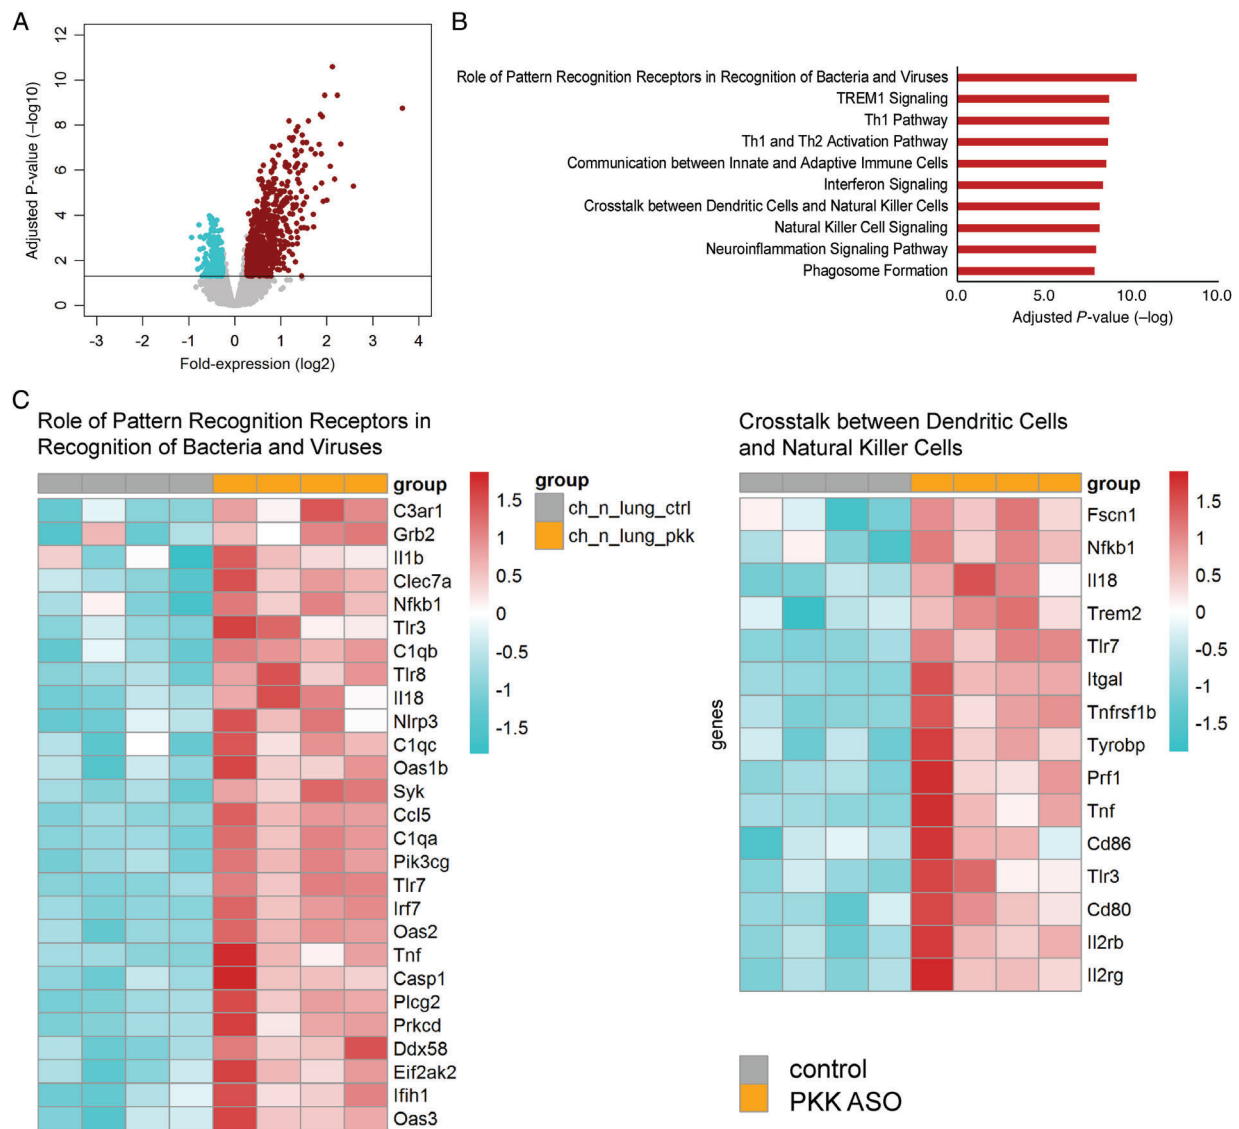 A
12
10
8
6
4
2
0
Adjusted P-value (–log10)
-3 -2 -1 0 1 2 3 4
Fold-expression (log2)
B
Role of Pattern Recognition Receptors in Recognition of Bacteria and Viruses
TREM1 Signaling
Th1 Pathway
Th1 and Th2 Activation Pathway
Communication between Innate and Adaptive Immune Cells
Interferon Signaling
Crosstalk between Dendritic Cells and Natural Killer Cells
Natural Killer Cell Signaling
Neuroinflammation Signaling Pathway
Phagosome Formation
0.0 5.0 10.0 10.0
Adjusted P-value (–log)
C
Role of Pattern Recognition Receptors in
Recognition of Bacteria and Viruses
group
C3ar1
Grb2
Il1b
Clec7a
Nfkb1
Tlr3
C1qb
Tlr8
Il18
Nlrp3
C1qc
Oas1b
Syk
Ccl5
C1qa
Pik3cg
Tlr7
Irf7
Oas2
Tnf
Casp1
Plcg2
Prkcd
Ddx58
Eif2ak2
Ifih1
Oas3
1.5
1
0.5
0
-0.5
-1
-1.5
group
ch_n_lung_ctrl
ch_n_lung_pkk
Crosstalk between Dendritic Cells
and Natural Killer Cells
genes
group
Fscn1
Nfkb1
Il18
Trem2
Tlr7
Itgal
Tnfrsf1b
Tyrobp
Prf1
Tnf
Cd86
Tlr3
Cd80
Il2rb
Il2rg
1.5
1
0.5
0
-0.5
-1
-1.5
control
PKK ASO